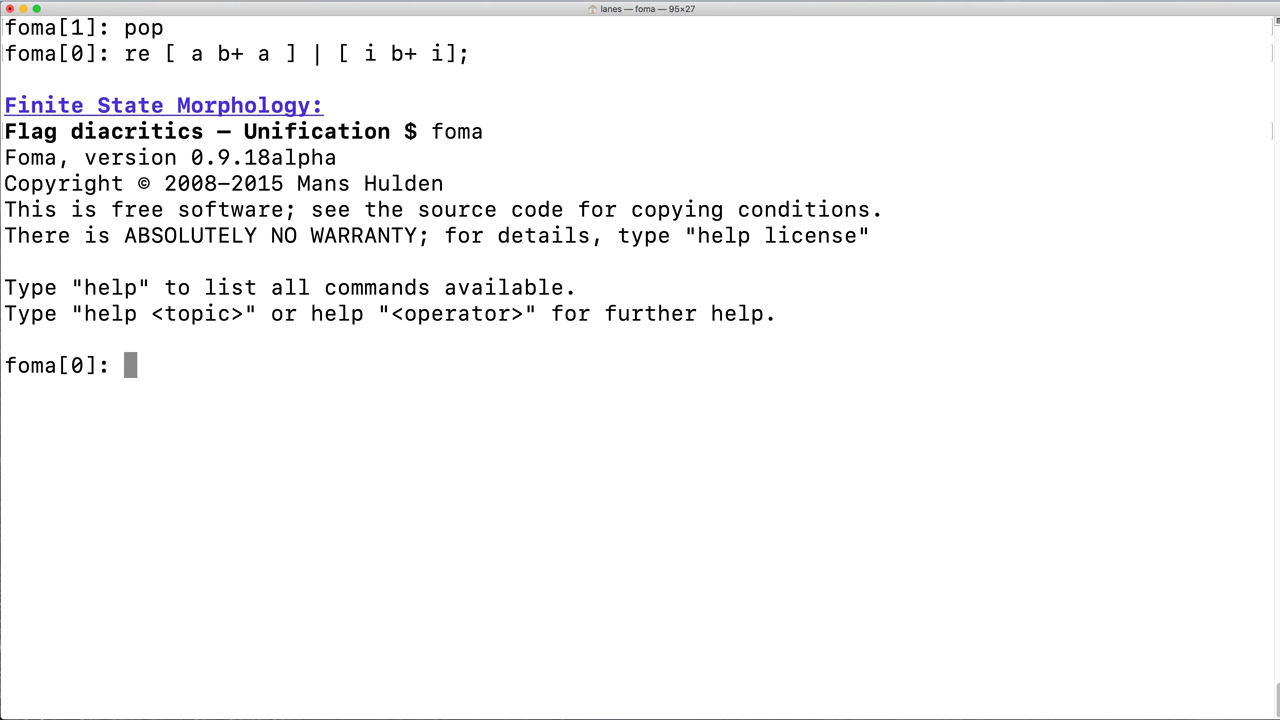 lanes — foma — 95×27
foma[1]: pop
foma[0]: re [ a b+ a ] | [ i b+ i];
Finite State Morphology:
Flag diacritics — Unification $ foma
Foma, version 0.9.18alpha
Copyright © 2008-2015 Mans Hulden
This is free software; see the source code for copying conditions.
There is ABSOLUTELY NO WARRANTY; for details, type "help license"
Type "help" to list all commands available.
Type "help <topic>" or help "<operator>" for further help.
foma[0]: